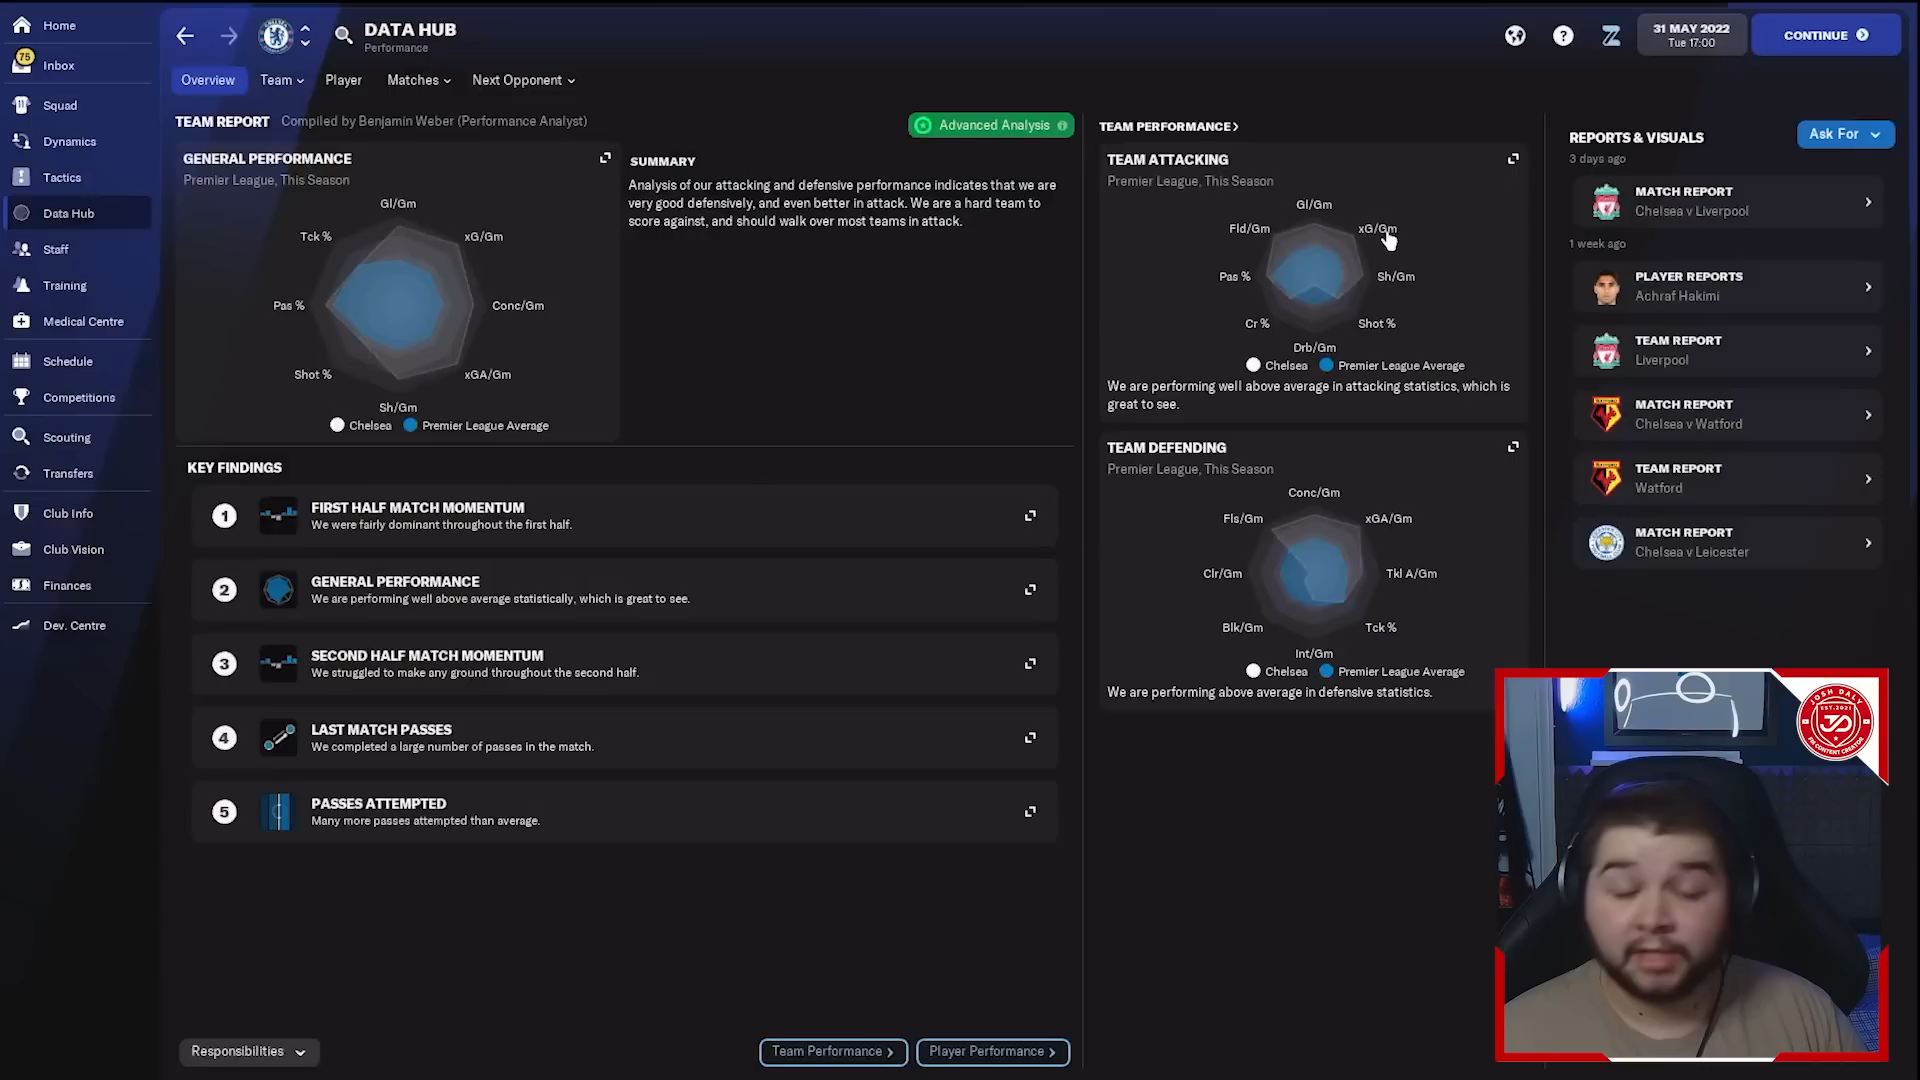 Home
75
Inbox
Squad
Dynamics
Tactics
Data Hub
Staff
Training
Medical Centre
Schedule
Competitions
Scouting
Transfers
Club Info
Club Vision
Finances
Dev. Centre
DATA HUB
Performance
31 MAY 2022
Tue 17:00
CONTINUE
Overview
Team
Player
Matches
Next Opponent
TEAM REPORT Compiled by Benjamin Weber (Performance Analyst)
Advanced Analysis
GENERAL PERFORMANCE
Premier League, This Season
Gl/Gm
Tck %
xG/Gm
Pas %
Conc/Gm
Shot %
xGA/Gm
Sh/Gm
Chelsea
Premier League Average
SUMMARY
Analysis of our attacking and defensive performance indicates that we are
very good defensively, and even better in attack. We are a hard team to
score against, and should walk over most teams in attack.
KEY FINDINGS
1
FIRST HALF MATCH MOMENTUM
We were fairly dominant throughout the first half.
2
GENERAL PERFORMANCE
We are performing well above average statistically, which is great to see.
3
SECOND HALF MATCH MOMENTUM
We struggled to make any ground throughout the second half.
4
LAST MATCH PASSES
We completed a large number of passes in the match.
5
PASSES ATTEMPTED
Many more passes attempted than average.
Responsibilities
Team Performance >
Player Performance >
TEAM PERFORMANCE>
TEAM ATTACKING
Premier League, This Season
Gl/Gm
Fld/Gm
xG/Gm
Pas %
Sh/Gm
Cr %
Shot %
Drb/Gm
Chelsea
Premier League Average
We are performing well above average in attacking statistics, which is
great to see.
TEAM DEFENDING
Premier League, This Season
Conc/Gm
Fls/Gm
xGA/Gm
Clr/Gm
Tkl A/Gm
Blk/Gm
Tck %
Int/Gm
Chelsea
Premier League Average
We are performing above average in defensive statistics.
REPORTS & VISUALS
Ask For
3 days ago
MATCH REPORT
Chelsea v Liverpool
1 week ago
PLAYER REPORTS
Achraf Hakimi
TEAM REPORT
Liverpool
MATCH REPORT
Chelsea v Watford
TEAM REPORT
Watford
MATCH REPORT
Chelsea v Leicester
JOSH DALY
EST. 2021
JD
FM CONTENT CREATOR